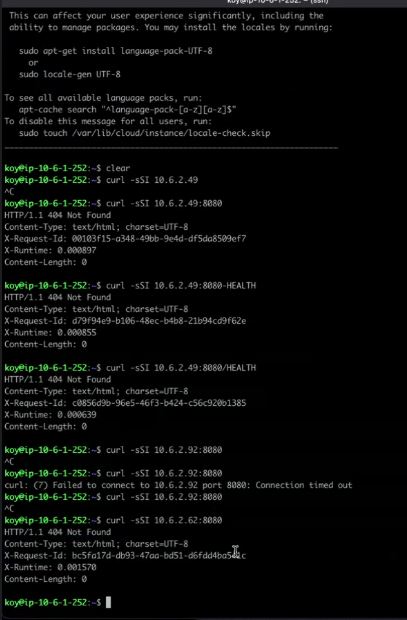 koy@ip-10-6-1-252: ~ (ssh)
This can affect your user experience significantly, including the
ability to manage packages. You may install the locales by running:
sudo apt-get install language-pack-UTF-8
or
sudo locale-gen UTF-8
To see all available language packs, run:
apt-cache search "^language-pack-[a-z][a-z]$"
To disable this message for all users, run:
sudo touch /var/lib/cloud/instance/locale-check.skip
koy@ip-10-6-1-252:~$ clear
koy@ip-10-6-1-252:~$ curl -sSI 10.6.2.49
^C
koy@ip-10-6-1-252:~$ curl -sSI 10.6.2.49:8080
HTTP/1.1 404 Not Found
Content-Type: text/html; charset=UTF-8
X-Request-Id: 00103f15-a348-49bb-9e4d-df5da8509ef7
X-Runtime: 0.000897
Content-Length: 0
koy@ip-10-6-1-252:~$ curl -sSI 10.6.2.49:8080-HEALTH
HTTP/1.1 404 Not Found
Content-Type: text/html; charset=UTF-8
X-Request-Id: d79f94e9-b106-48ec-b4b8-21b94cd9f62e
X-Runtime: 0.000855
Content-Length: 0
koy@ip-10-6-1-252:~$ curl -sSI 10.6.2.49:8080/HEALTH
HTTP/1.1 404 Not Found
Content-Type: text/html; charset=UTF-8
X-Request-Id: c0856d9b-96e5-46f3-b424-c56c920b1385
X-Runtime: 0.000639
Content-Length: 0
koy@ip-10-6-1-252:~$ curl -sSI 10.6.2.92:8080
^C
koy@ip-10-6-1-252:~$ curl -sSI 10.6.2.92:8080
curl: (7) Failed to connect to 10.6.2.92 port 8080: Connection timed out
koy@ip-10-6-1-252:~$ curl -sSI 10.6.2.92:8080
^C
koy@ip-10-6-1-252:~$ curl -sSI 10.6.2.62:8080
HTTP/1.1 404 Not Found
Content-Type: text/html; charset=UTF-8
X-Request-Id:
X-Runtime: 0.001570
Content-Length: 0
koy@ip-10-6-1-252:~$